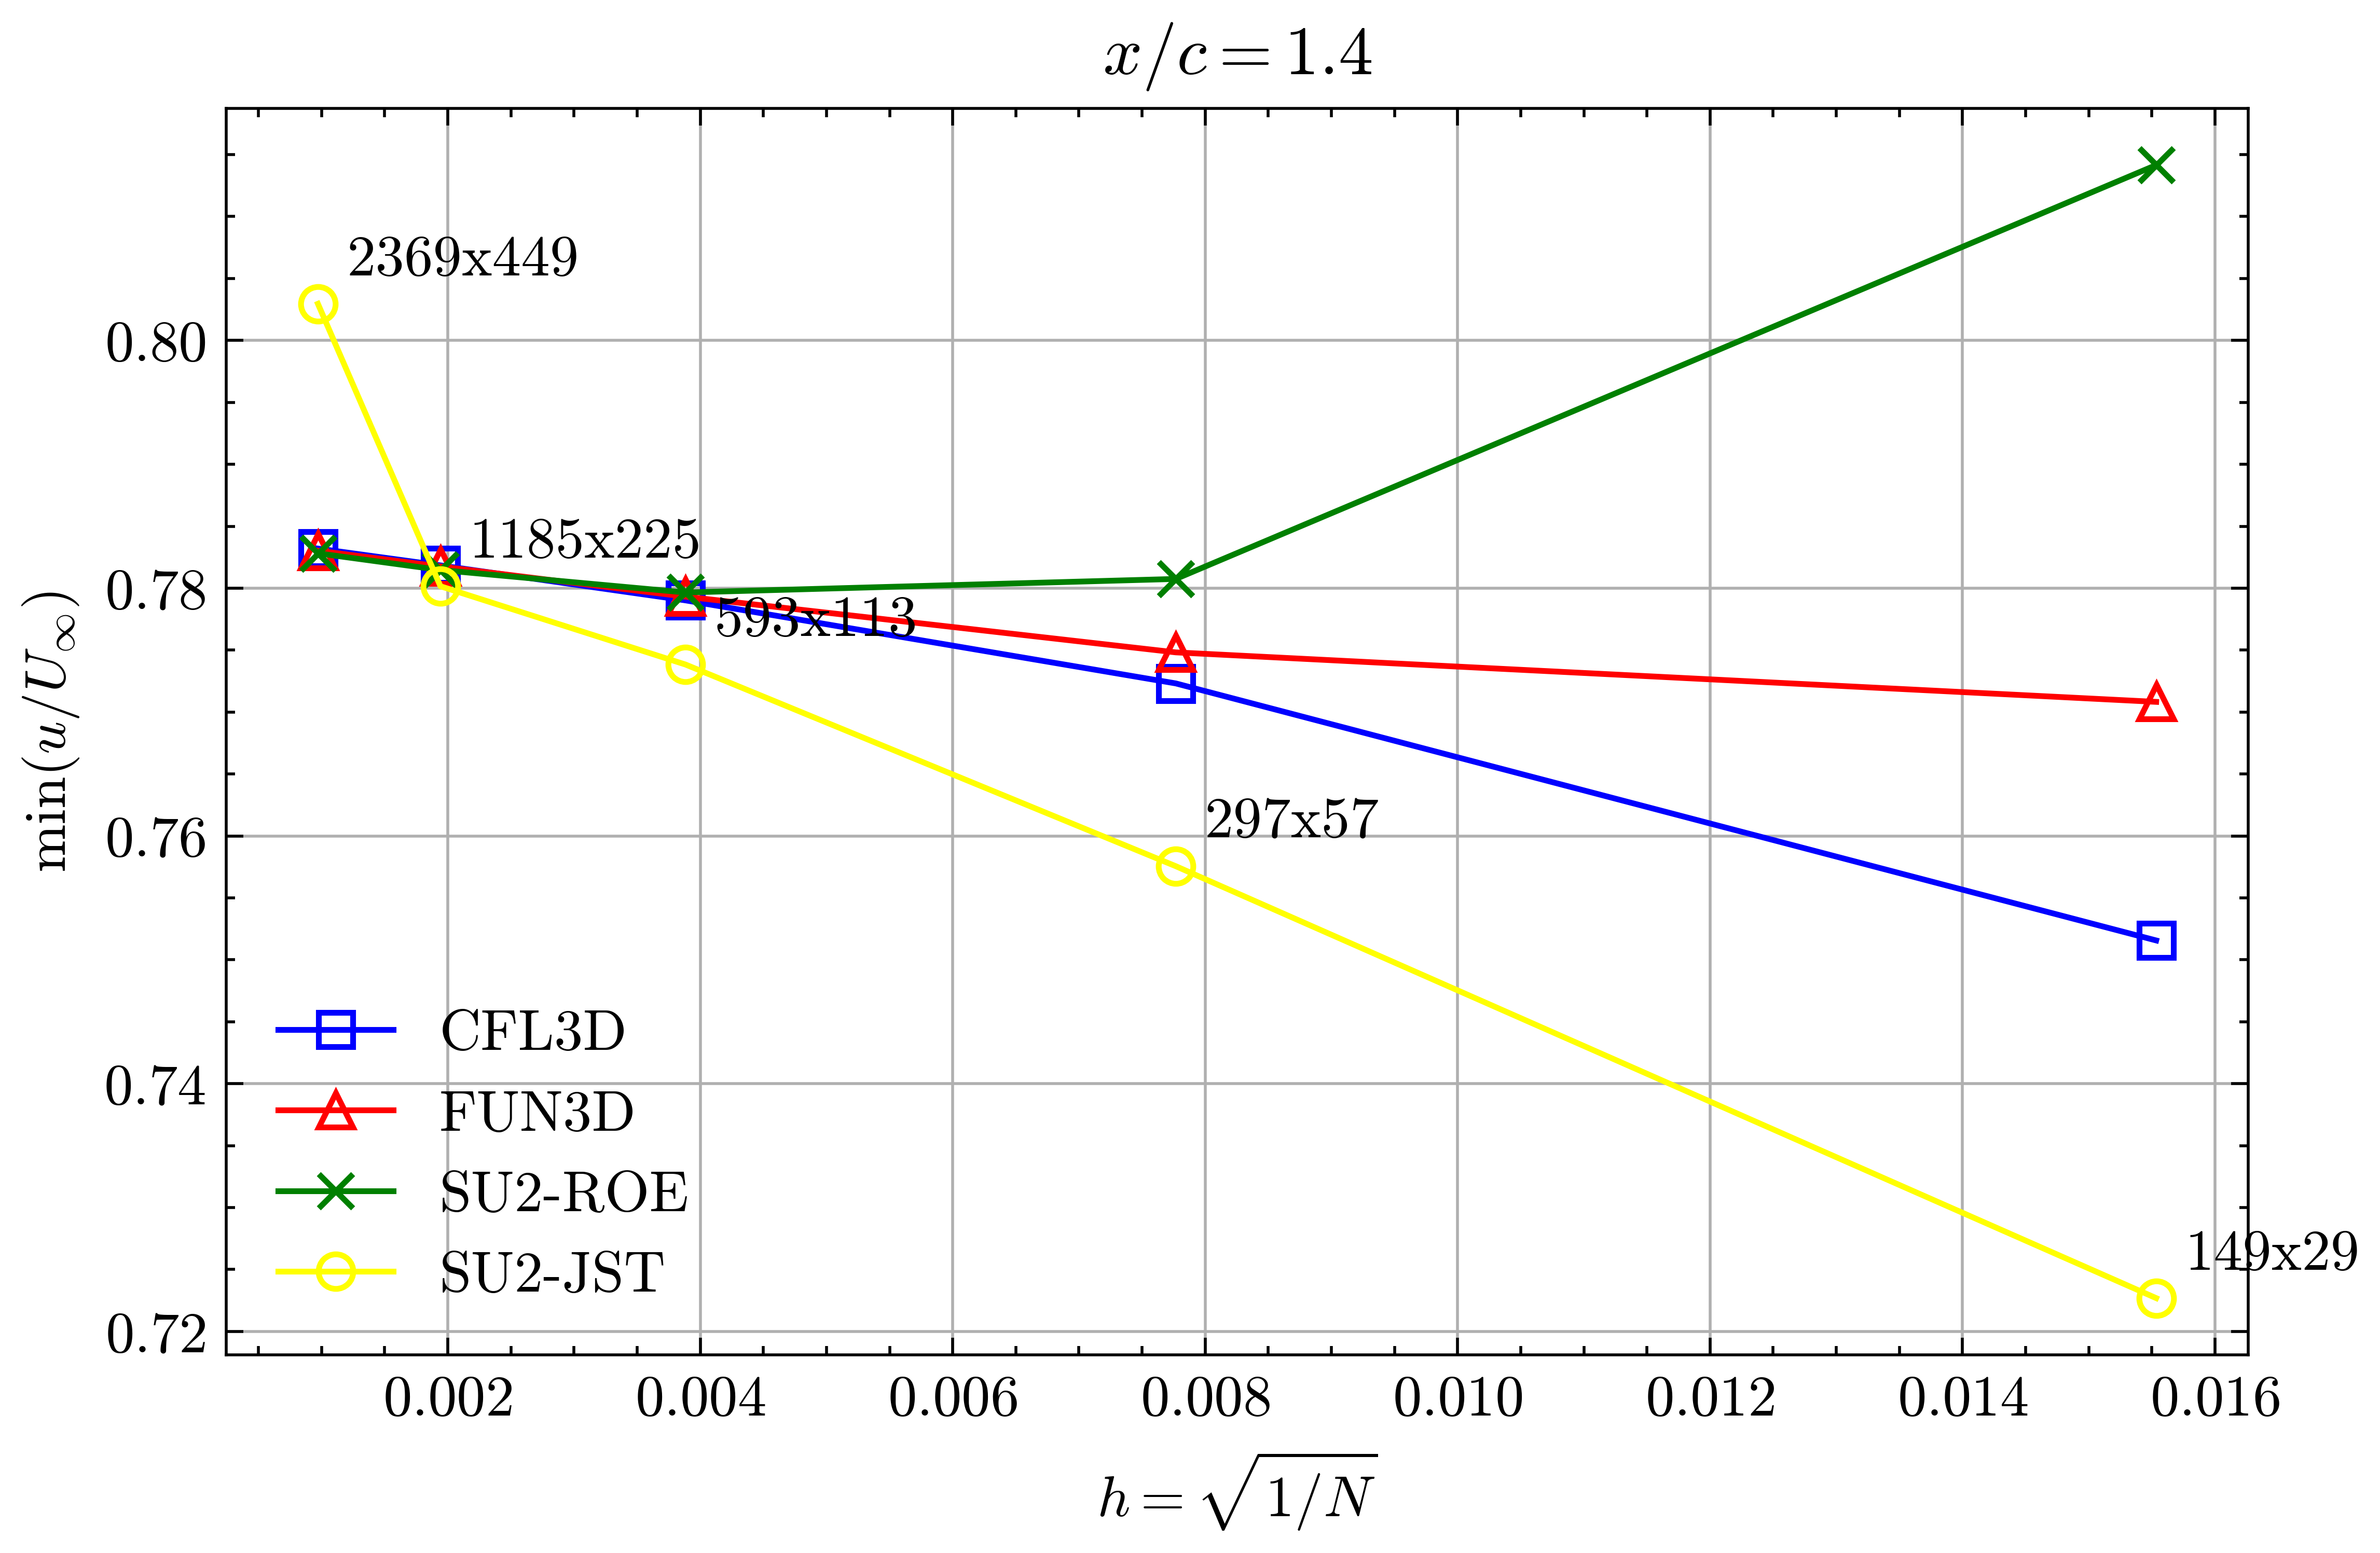 x/c = 1.4
2369x449
0.80
1185x225
0.78
593x113
min(u/U∞)
297x57
0.76
CFL3D
0.74
FUN3D
SU2-ROE
149x29
SU2-JST
0.72
0.002 0.004 0.006 0.008 0.010 0.012 0.014 0.016
h = √1/N